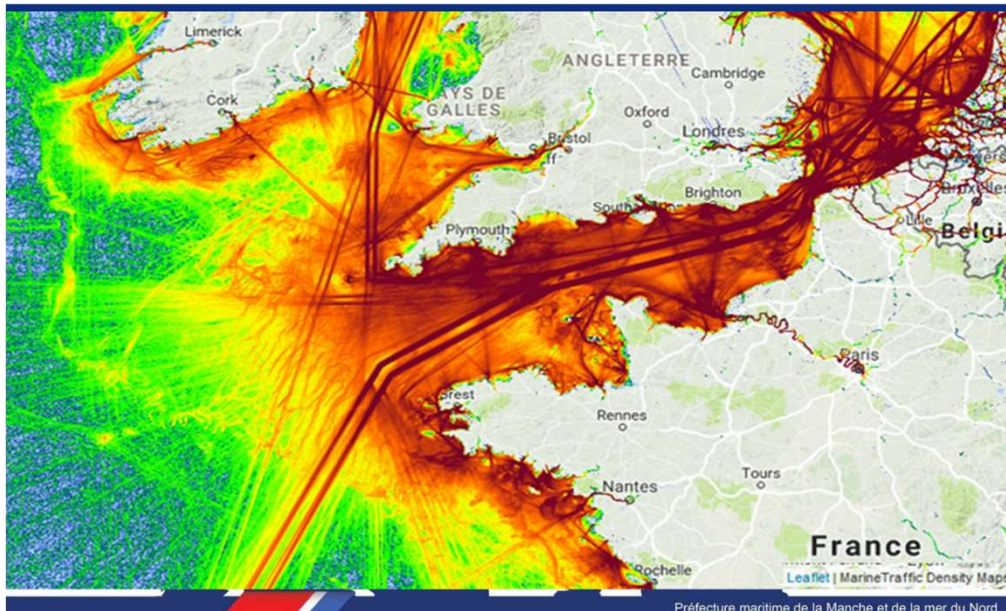 Limerick
ANGLETERRE
Cambridge
Cork
PAYS DE
GALLES
Oxford
Londres
Bristol
Brighton
Plymouth
Lille
Belgi
Paris
Brest
Rennes
Tours
Nantes
France
Rochelle
Leaflet | MarineTraffic Density Maps
Préfecture maritime de la Manche et de la mer du Nord